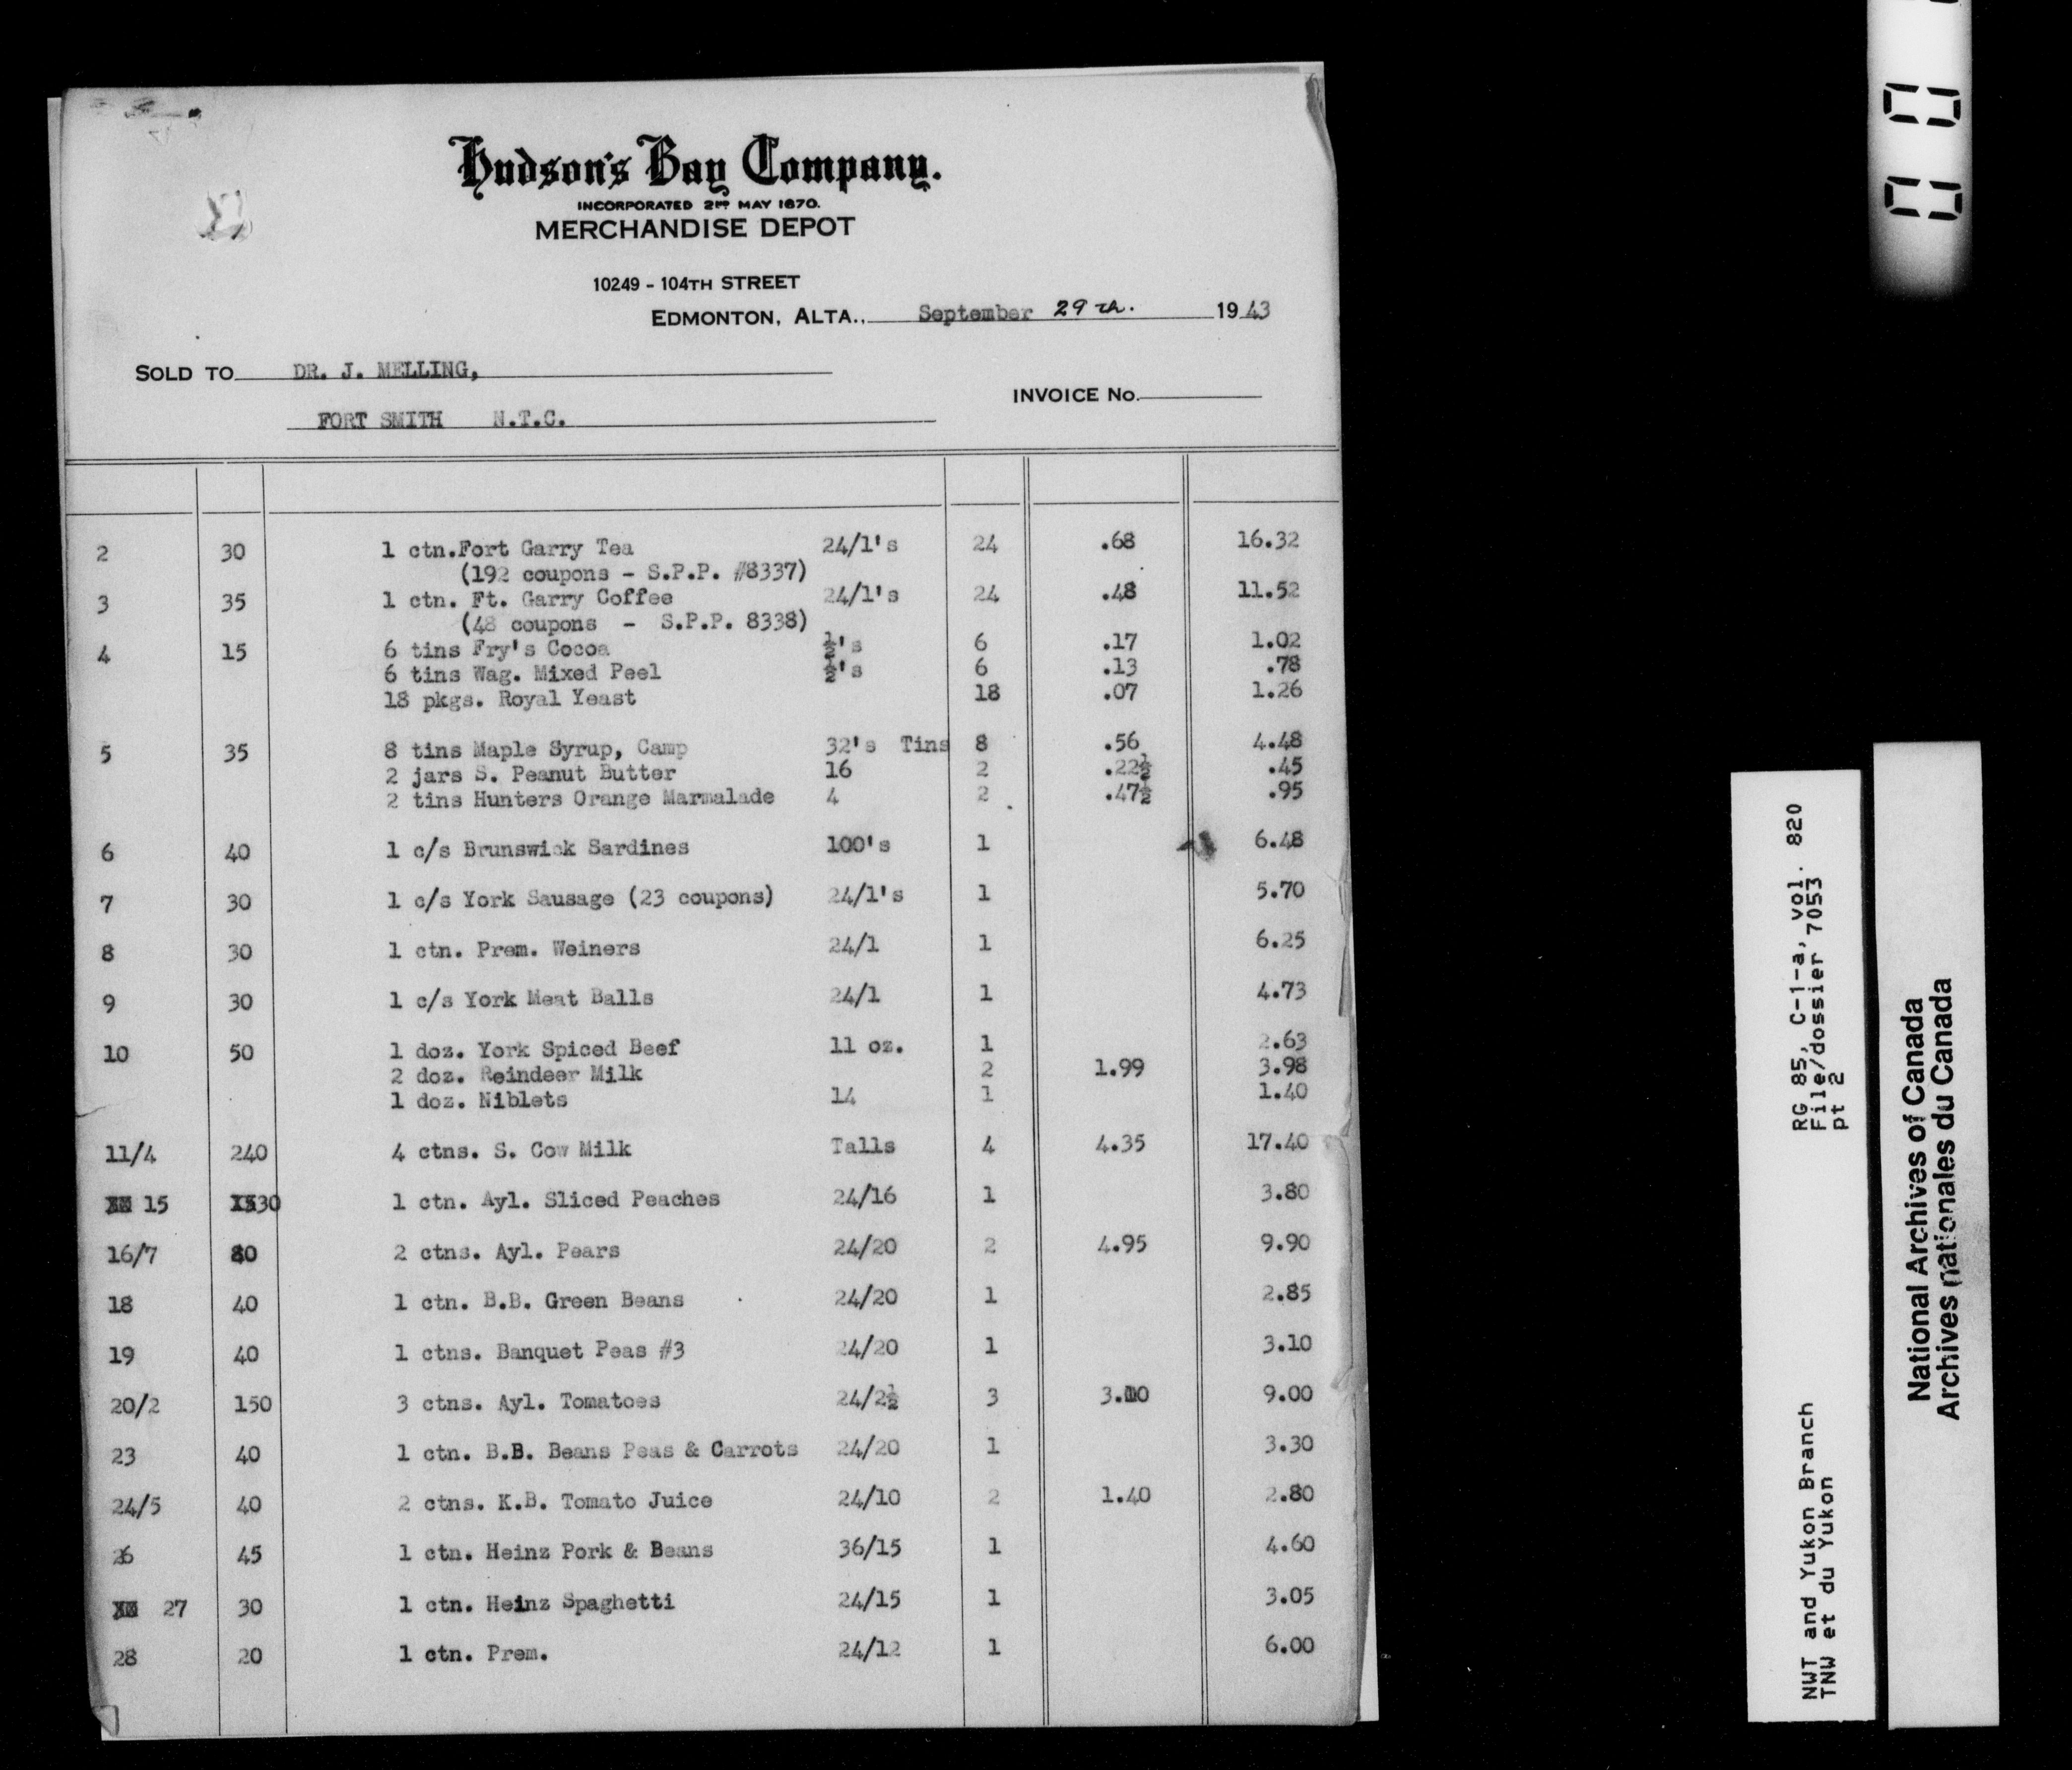 Hudson's Bay Company.
INCORPORATED 2ND MAY 1670.
MERCHANDISE DEPOT
10249 - 104TH STREET
EDMONTON, ALTA., September 29th. 1943
SOLD TO DR. J. MELLING,
INVOICE No.
FORT SMITH N.T.C.
2 30 1 ctn.Fort Garry Tea 24/1's 24 .68 16.32
(192 coupons - S.P.P. #8337)
3 35 1 ctn. Ft. Garry Coffee 24/1's 24 .48 11.52
(48 coupons - S.P.P. 8338)
4 15 6 tins Fry's Cocoa ½'s 6 .17 1.02
6 tins Wag. Mixed Peel ½'s 6 .13 .78
18 pkgs. Royal Yeast 18 .07 1.26
5 35 8 tins Maple Syrup, Camp 32's Tins 8 .56 4.48
2 jars S. Peanut Butter 16 2 .22½ .45
2 tins Hunters Orange Marmalade 4 2 .47½ .95
6 40 1 c/s Brunswick Sardines 100's 1 6.48
7 30 1 c/s York Sausage (23 coupons) 24/1's 1 5.70
8 30 1 ctn. Prem. Weiners 24/1 1 6.25
9 30 1 c/s York Meat Balls 24/1 1 4.73
10 50 1 doz. York Spiced Beef 11 oz. 1 2.63
2 doz. Reindeer Milk 2 1.99 3.98
1 doz. Niblets 14 1 1.40
11/4 240 4 ctns. S. Cow Milk Talls 4 4.35 17.40
15 30 1 ctn. Ayl. Sliced Peaches 24/16 1 3.80
16/7 80 2 ctns. Ayl. Pears 24/20 2 4.95 9.90
18 40 1 ctn. B.B. Green Beans 24/20 1 2.85
19 40 1 ctns. Banquet Peas #3 24/20 1 3.10
20/2 150 3 ctns. Ayl. Tomatoes 24/2½ 3 3.00 9.00
23 40 1 ctn. B.B. Beans Peas & Carrots 24/20 1 3.30
24/5 40 2 ctns. K.B. Tomato Juice 24/10 2 1.40 2.80
26 45 1 ctn. Heinz Pork & Beans 36/15 1 4.60
27 30 1 ctn. Heinz Spaghetti 24/15 1 3.05
28 20 1 ctn. Prem. 24/12 1 6.00
RG 85, C-1-a, vol. 820
File/dossier 7053
pt 2
NWT and Yukon Branch
TNW et du Yukon
National Archives of Canada
Archives nationales du Canada